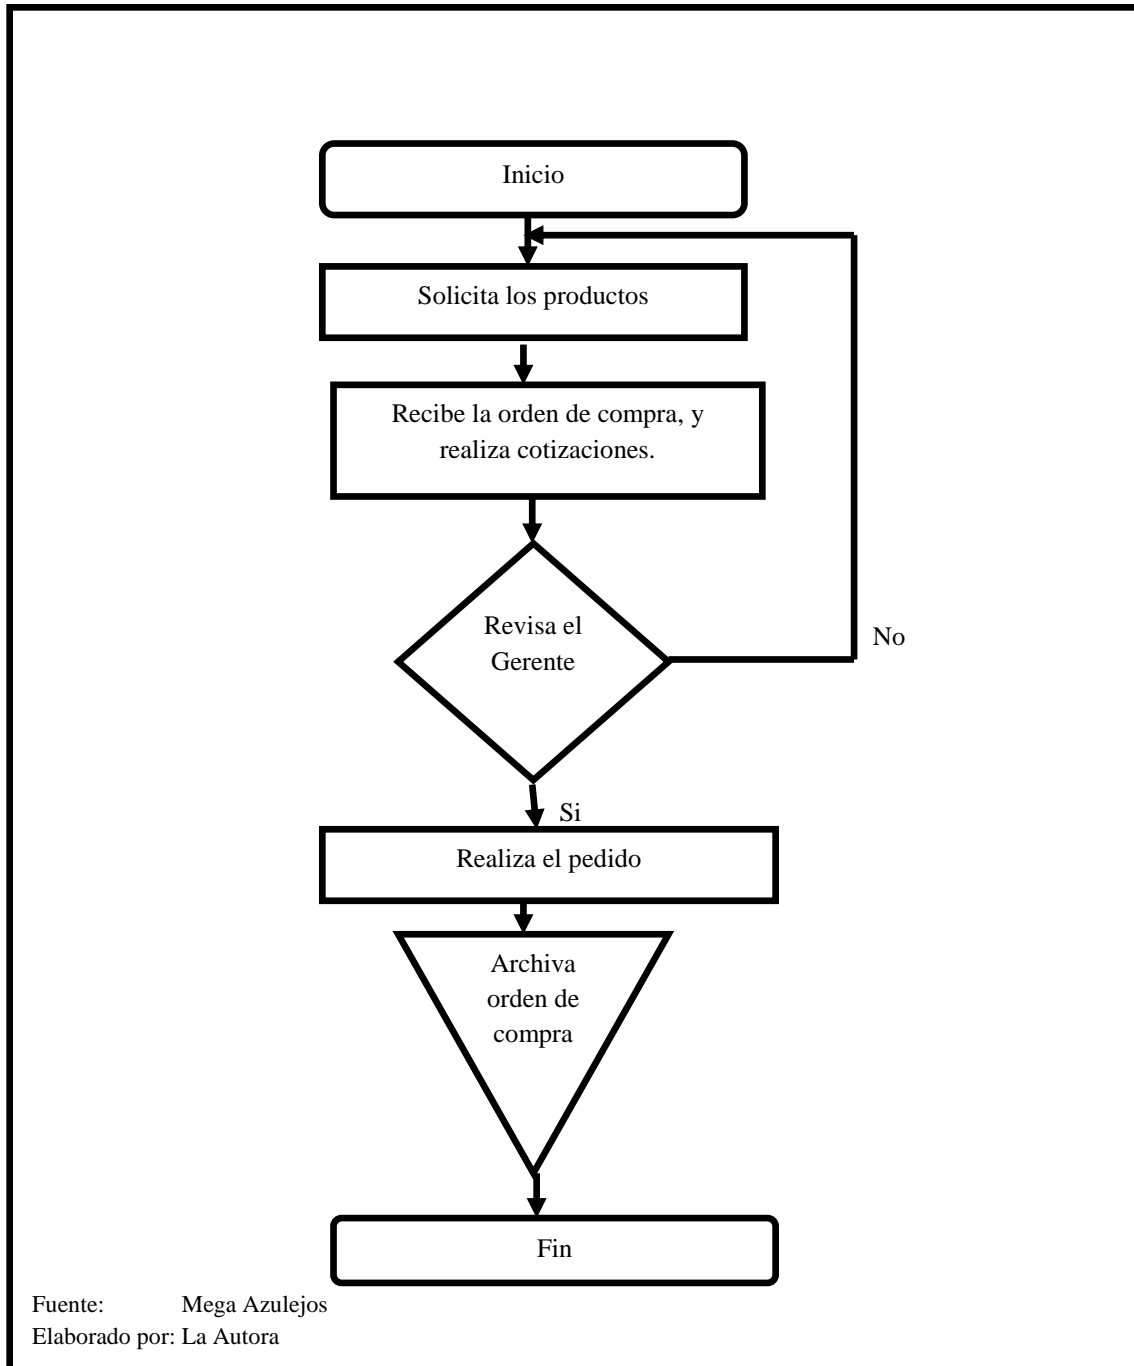 Inicio
Solicita los productos
Recibe la orden de compra, y
realiza cotizaciones.
Revisa el
Gerente
No
Si
Realiza el pedido
Archiva
orden de
compra
Fin
Fuente: Mega Azulejos
Elaborado por: La Autora